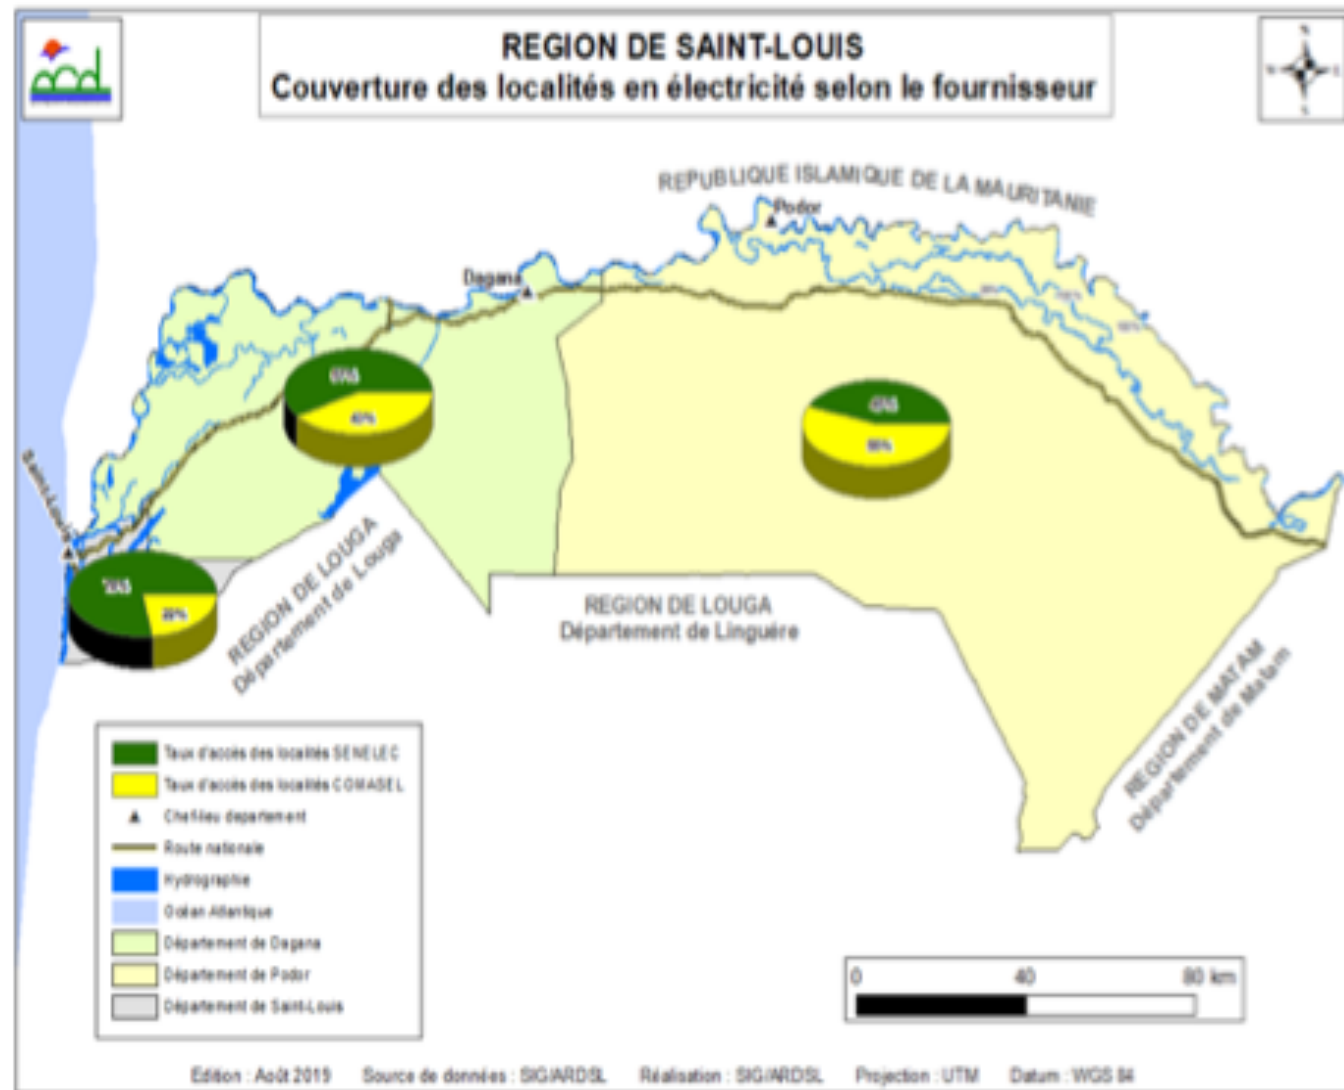 REGION DE SAINT-LOUIS
Couverture des localités en électricité selon le fournisseur
REPUBLIQUE ISLAMIQUE DE LA MAURITANIE
Podor
Dagana
Saint-Louis
40%
REGION DE LOUGA
Département de Louga
REGION DE LOUGA
Département de Linguére
REGION DE MATAM
Département de Matam
Taux d'accès des localités SENELEC
Taux d'accès des localités COMASEL
Chef-lieu departement
Route nationale
Hydrographie
Océan Atlantique
Département de Dagana
Département de Podor
Département de Saint-Louis
0 40 80 km
Edition : Août 2019 Source de données : SIG/ARDSL Réalisation : SIG/ARDSL Projection : UTM Datum : WGS 84